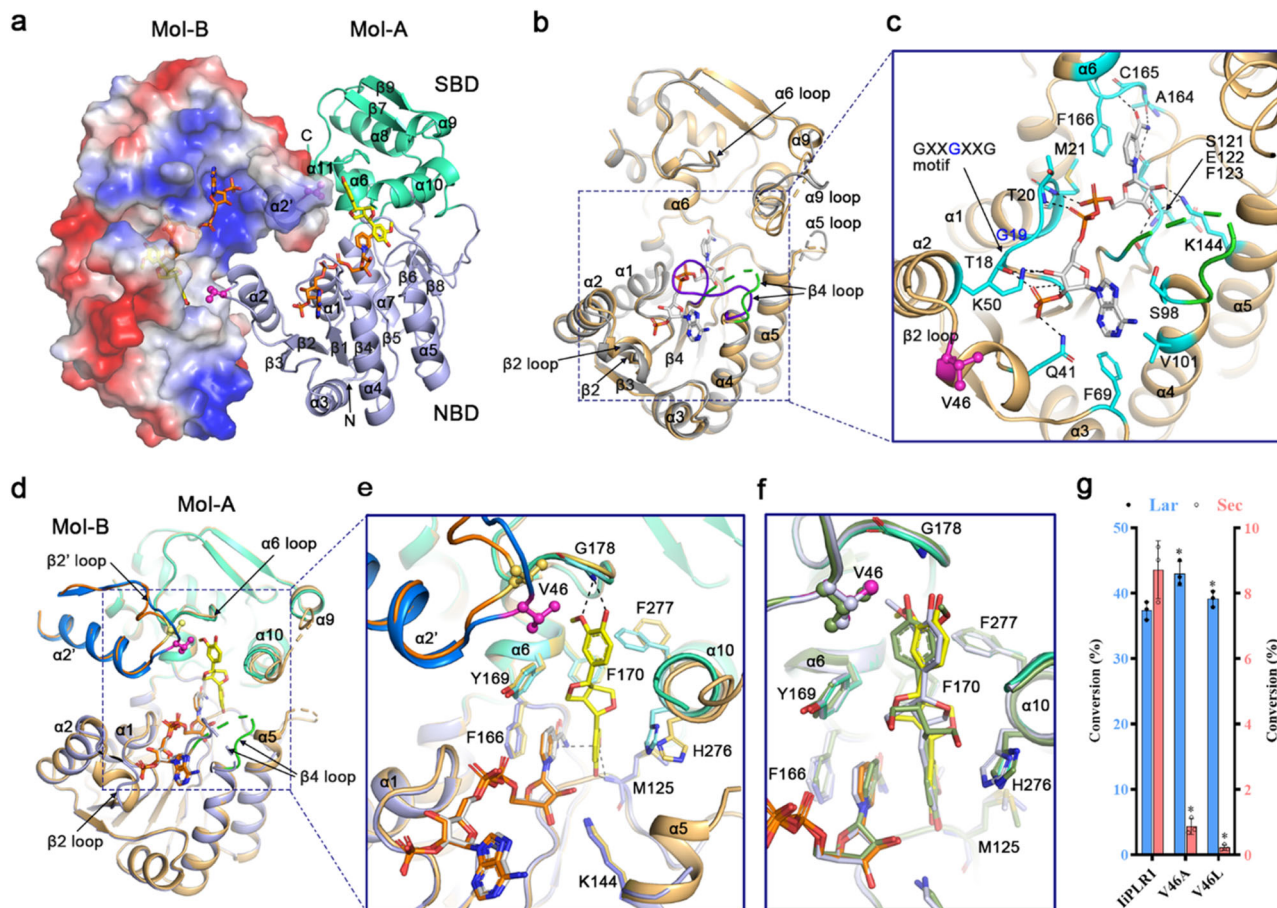 a
Mol-B
Mol-A
SBD
β9
β7
C
α8
α9
α11
α6
α10
α2'
α2
β6
α1
α7
β8
β2
β1
β4
β5
α5
β3
α3
N
α4
NBD
b
α6 loop
α9
α9 loop
α6
α5 loop
α2
α1
β4 loop
β2 loop
β4
α5
β2
β3
α4
α3
c
α6
C165
A164
F166
GXXGXXG
motif
M21
S121
E122
F123
T20
α1
G19
K144
α2
T18
K50
α5
S98
β2 loop
Q41
V101
V46
F69
α4
α3
d
Mol-A
Mol-B
β2' loop
α6 loop
α9
α2'
α10
α2
α1
α5
β4 loop
β2 loop
e
G178
V46
F277
α2'
α6
α10
Y169
F170
F166
H276
α1
M125
α5
K144
f
G178
V46
F277
α6
Y169
F170
α10
F166
H276
M125
g
Lar
Sec
50
10
40
8
30
6
20
4
10
2
0
0
Conversion (%)
Conversion (%)
*
*
*
*
IiPLR1
V46A
V46L